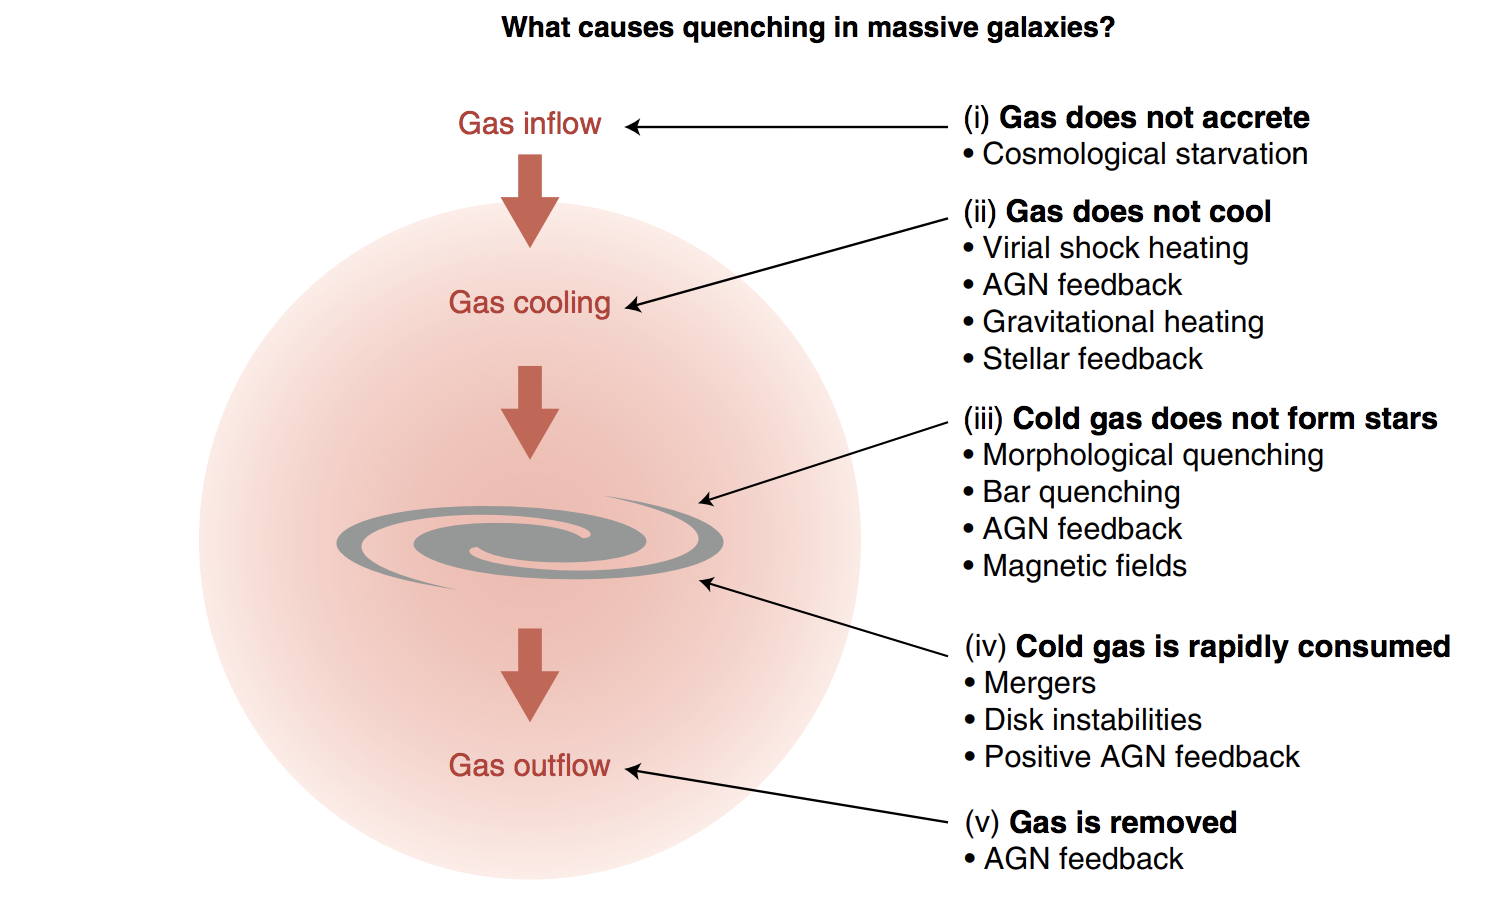 What causes quenching in massive galaxies?
Gas inflow
(i) Gas does not accrete
• Cosmological starvation
(ii) Gas does not cool
• Virial shock heating
• AGN feedback
• Gravitational heating
• Stellar feedback
Gas cooling
(iii) Cold gas does not form stars
• Morphological quenching
• Bar quenching
• AGN feedback
• Magnetic fields
(iv) Cold gas is rapidly consumed
• Mergers
• Disk instabilities
• Positive AGN feedback
Gas outflow
(v) Gas is removed
• AGN feedback